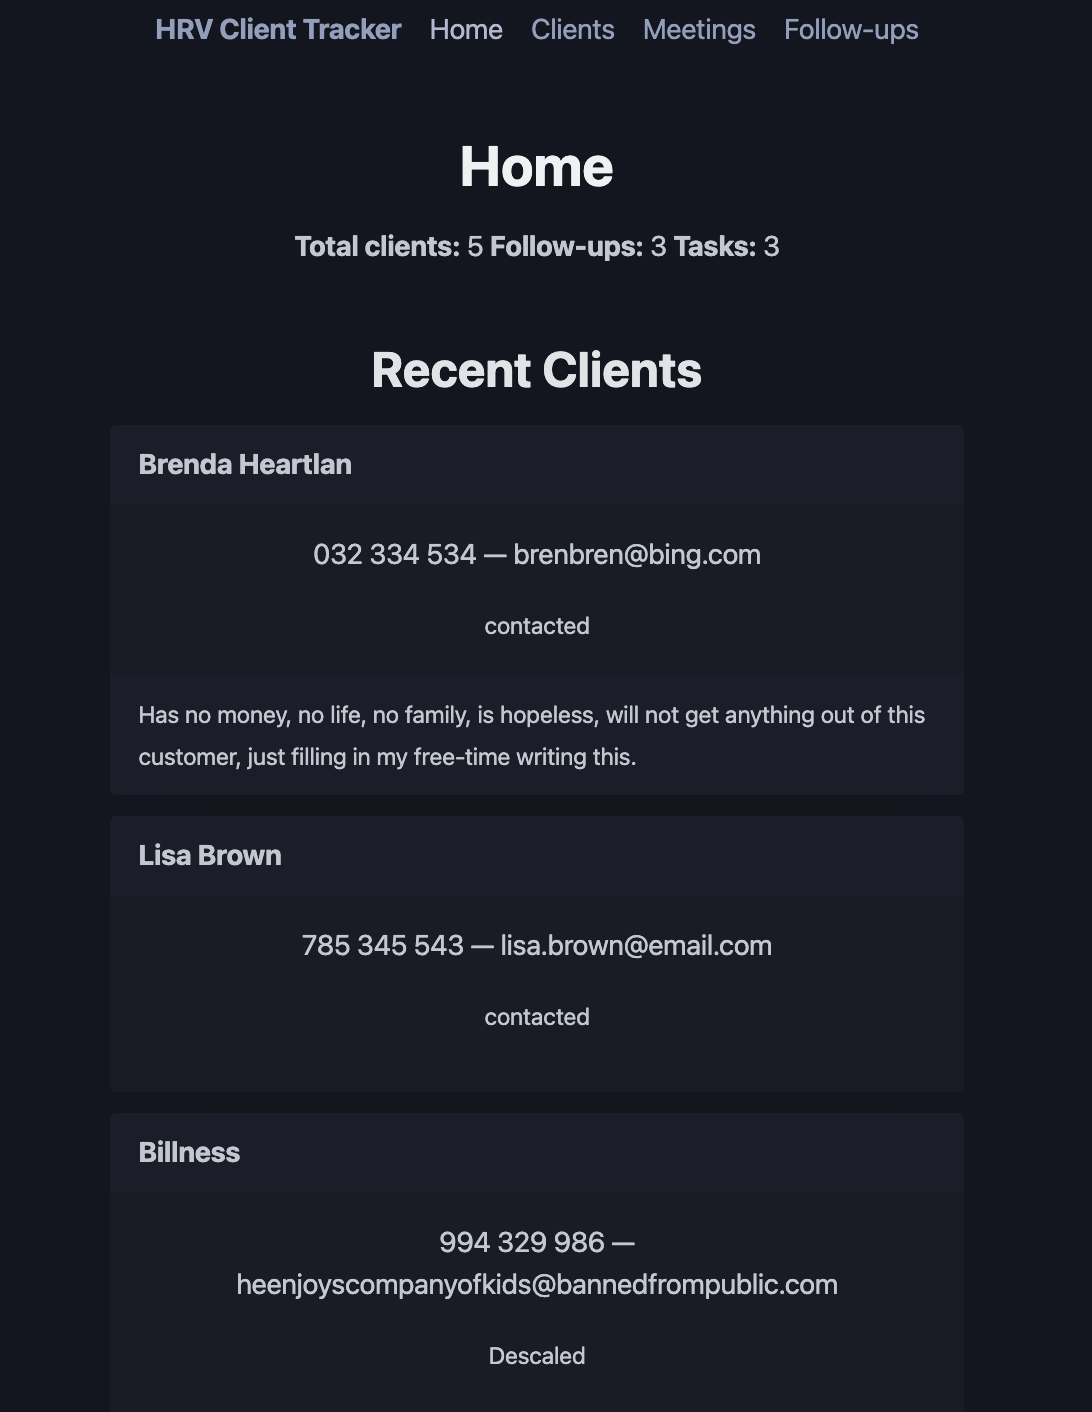 HRV Client Tracker Home Clients Meetings Follow-ups
Home
Total clients: 5 Follow-ups: 3 Tasks: 3
Recent Clients
Brenda Heartlan
032 334 534 — brenbren@bing.com
contacted
Has no money, no life, no family, is hopeless, will not get anything out of this
customer, just filling in my free-time writing this.
Lisa Brown
785 345 543 — lisa.brown@email.com
contacted
Billness
994 329 986 —
heenjoyscompanyofkids@bannedfrompublic.com
Descaled